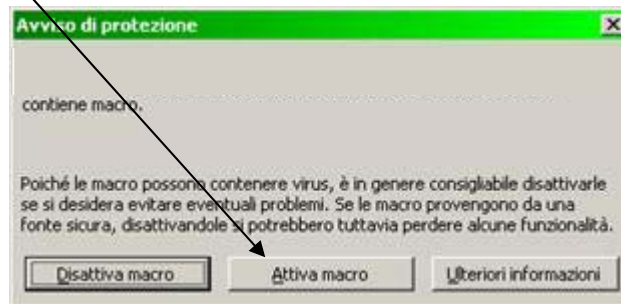 Avviso di protezione
contiene macro.
Poiché le macro possono contenere virus, è in genere consigliabile disattivarle
se si desidera evitare eventuali problemi. Se le macro provengono da una
fonte sicura, disattivandole si potrebbero tuttavia perdere alcune funzionalità.
Disattiva macro
Attiva macro
Ulteriori informazioni